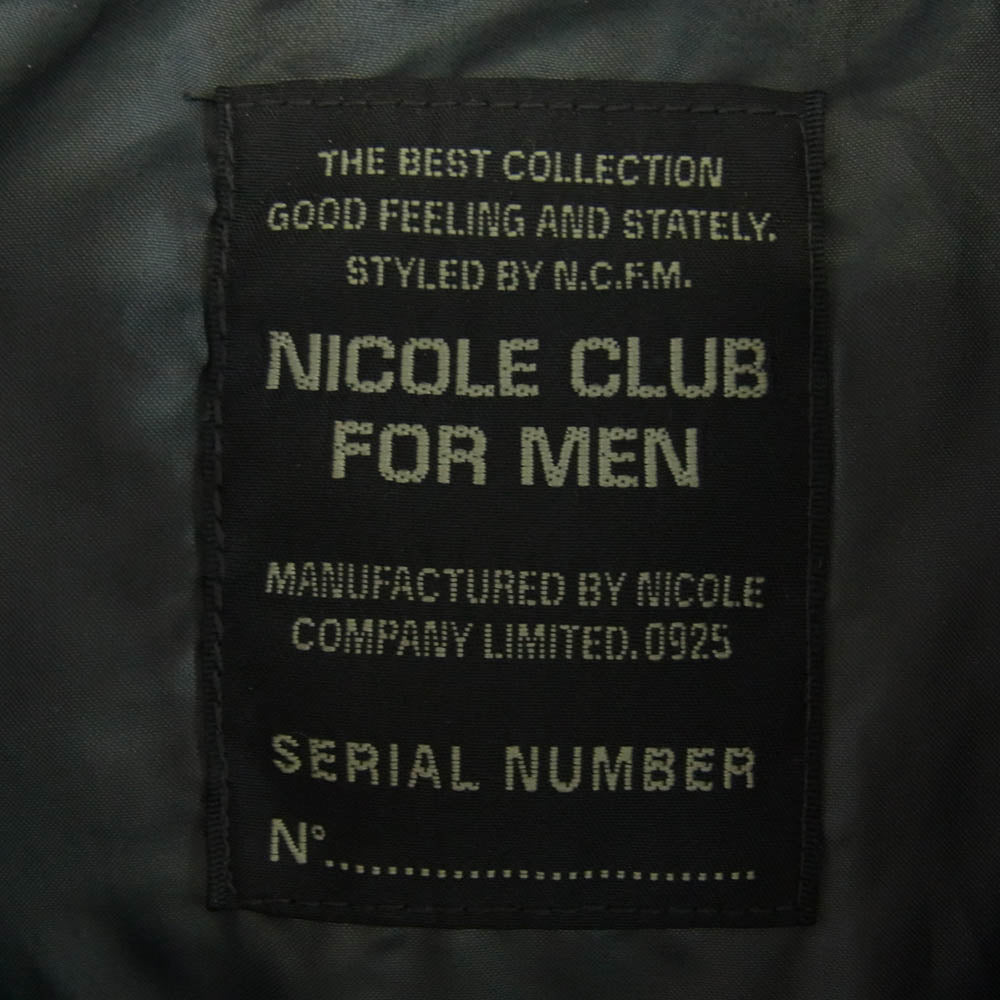 THE BEST COLLECTION
GOOD FEELING AND STATELY.
STYLED BY N.C.F.M.
NICOLE CLUB
FOR MEN
MANUFACTURED BY NICOLE
COMPANY LIMITED.0925
SERIAL NUMBER
N°...........................